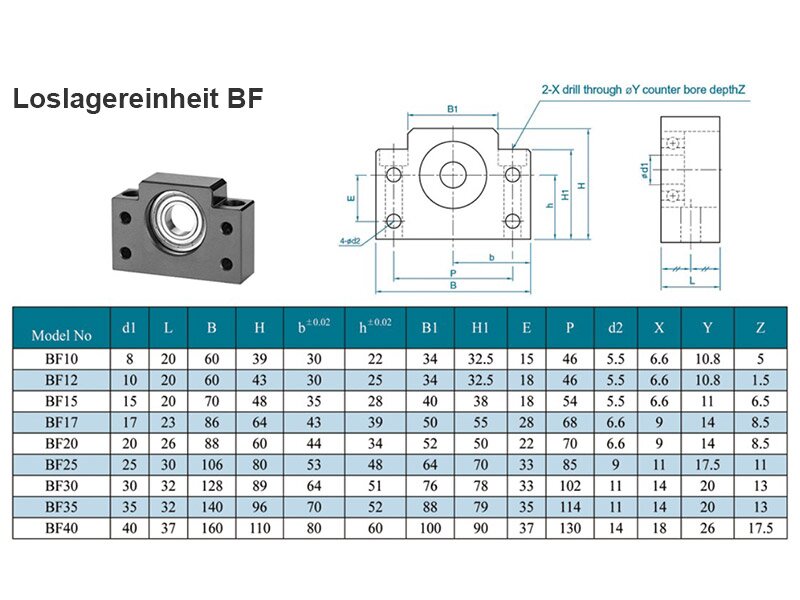 Loslagereinheit BF
2-X drill through øY counter bore depthZ
B1
E
h
H1
H
ød1
4-ød2
b
P
B
L
Model No d1 L B H b±0.02 h±0.02 B1 H1 E P d2 X Y Z
BF10 8 20 60 39 30 22 34 32.5 15 46 5.5 6.6 10.8 5
BF12 10 20 60 43 30 25 34 32.5 18 46 5.5 6.6 10.8 1.5
BF15 15 20 70 48 35 28 40 38 18 54 5.5 6.6 11 6.5
BF17 17 23 86 64 43 39 50 55 28 68 6.6 9 14 8.5
BF20 20 26 88 60 44 34 52 50 22 70 6.6 9 14 8.5
BF25 25 30 106 80 53 48 64 70 33 85 9 11 17.5 11
BF30 30 32 128 89 64 51 76 78 33 102 11 14 20 13
BF35 35 32 140 96 70 52 88 79 35 114 11 14 20 13
BF40 40 37 160 110 80 60 100 90 37 130 14 18 26 17.5